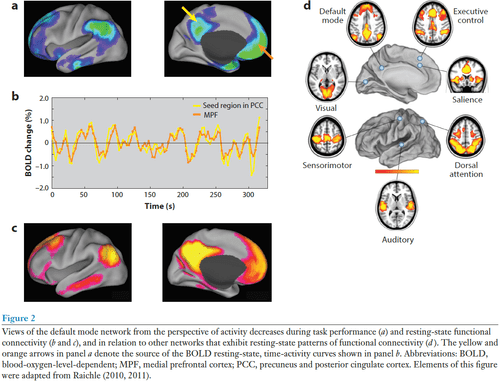 a
b
2.0
1.0
0
−1.0
−2.0
BOLD change (%)
Seed region in PCC
MPF
0
50
100
150
200
250
300
Time (s)
c
d
Default
mode
Executive
control
Visual
Salience
Sensorimotor
Dorsal
attention
Auditory
Figure 2
Views of the default mode network from the perspective of activity decreases during task performance (a) and resting-state functional
connectivity (b and c), and in relation to other networks that exhibit resting-state patterns of functional connectivity (d ). The yellow and
orange arrows in panel a denote the source of the BOLD resting-state, time-activity curves shown in panel b. Abbreviations: BOLD,
blood-oxygen-level-dependent; MPF, medial prefrontal cortex; PCC, precuneus and posterior cingulate cortex. Elements of this figure
were adapted from Raichle (2010, 2011).